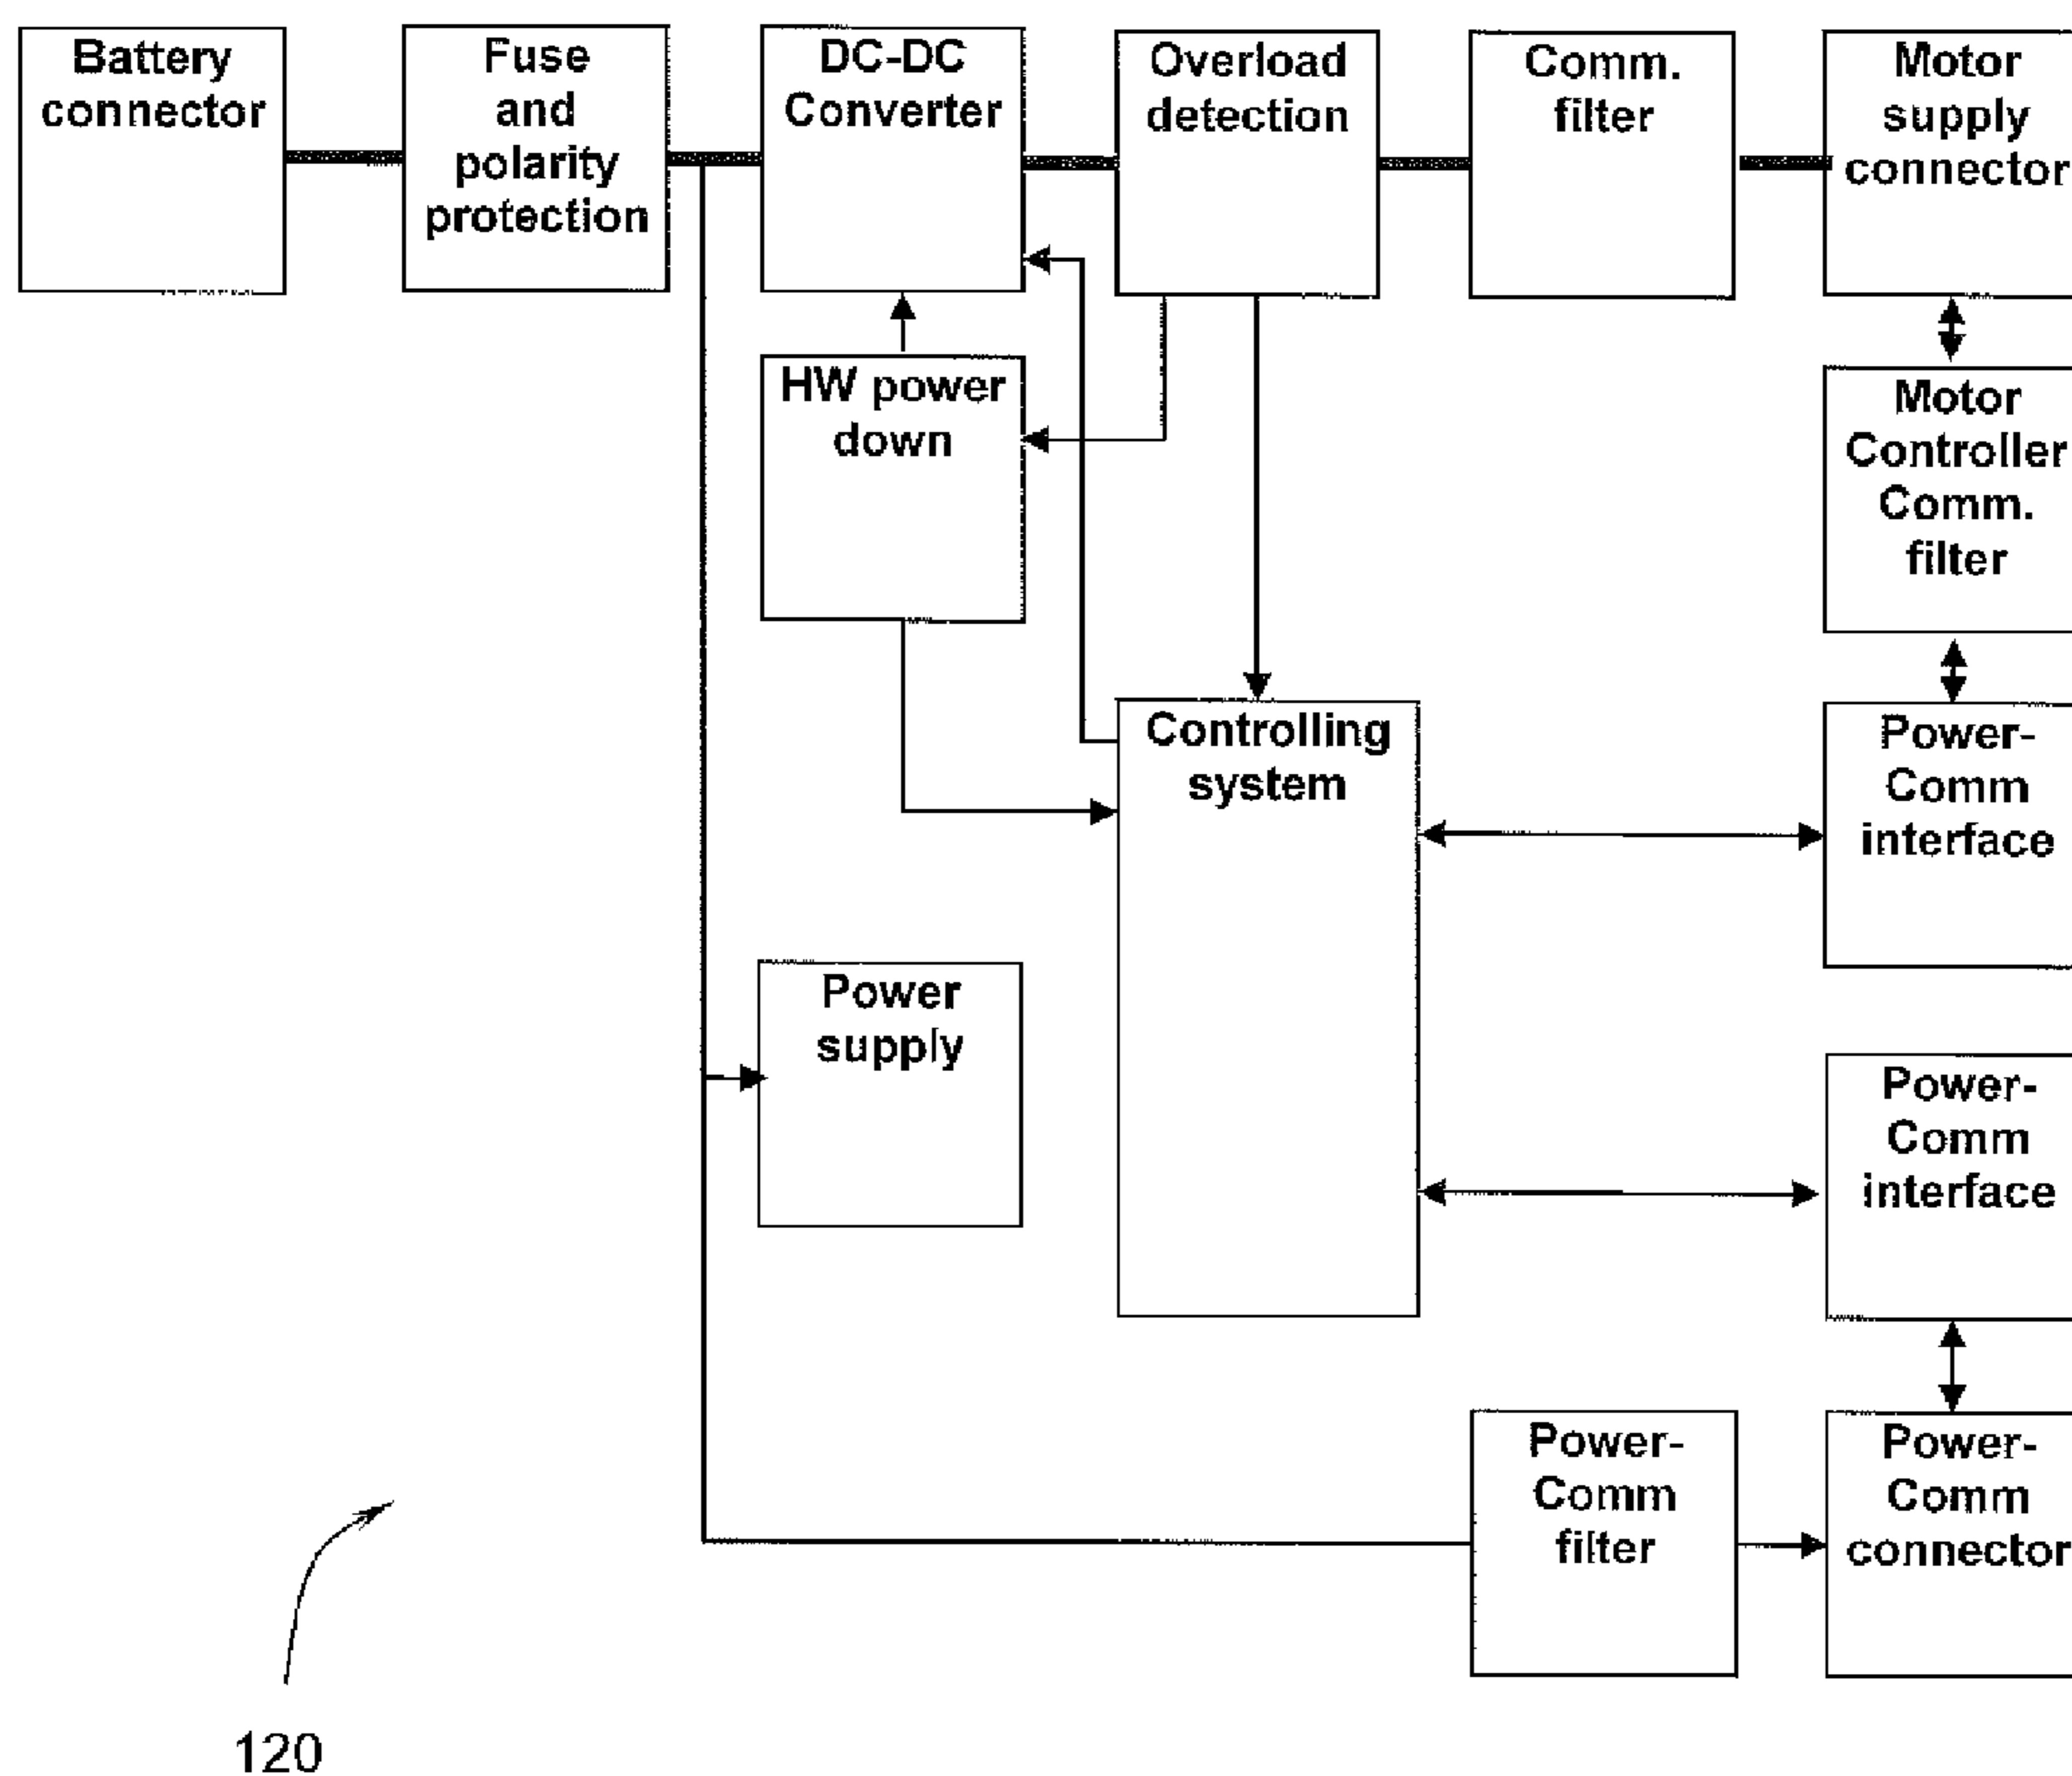 Battery
connector
Fuse
and
polarity
protection
DC-DC
Converter
Overload
detection
Comm.
filter
Motor
supply
connector
HW power
down
Motor
Controller
Comm.
filter
Controlling
system
Power-
Comm
interface
Power
supply
Power-
Comm
interface
Power-
Comm
filter
Power-
Comm
connector
120